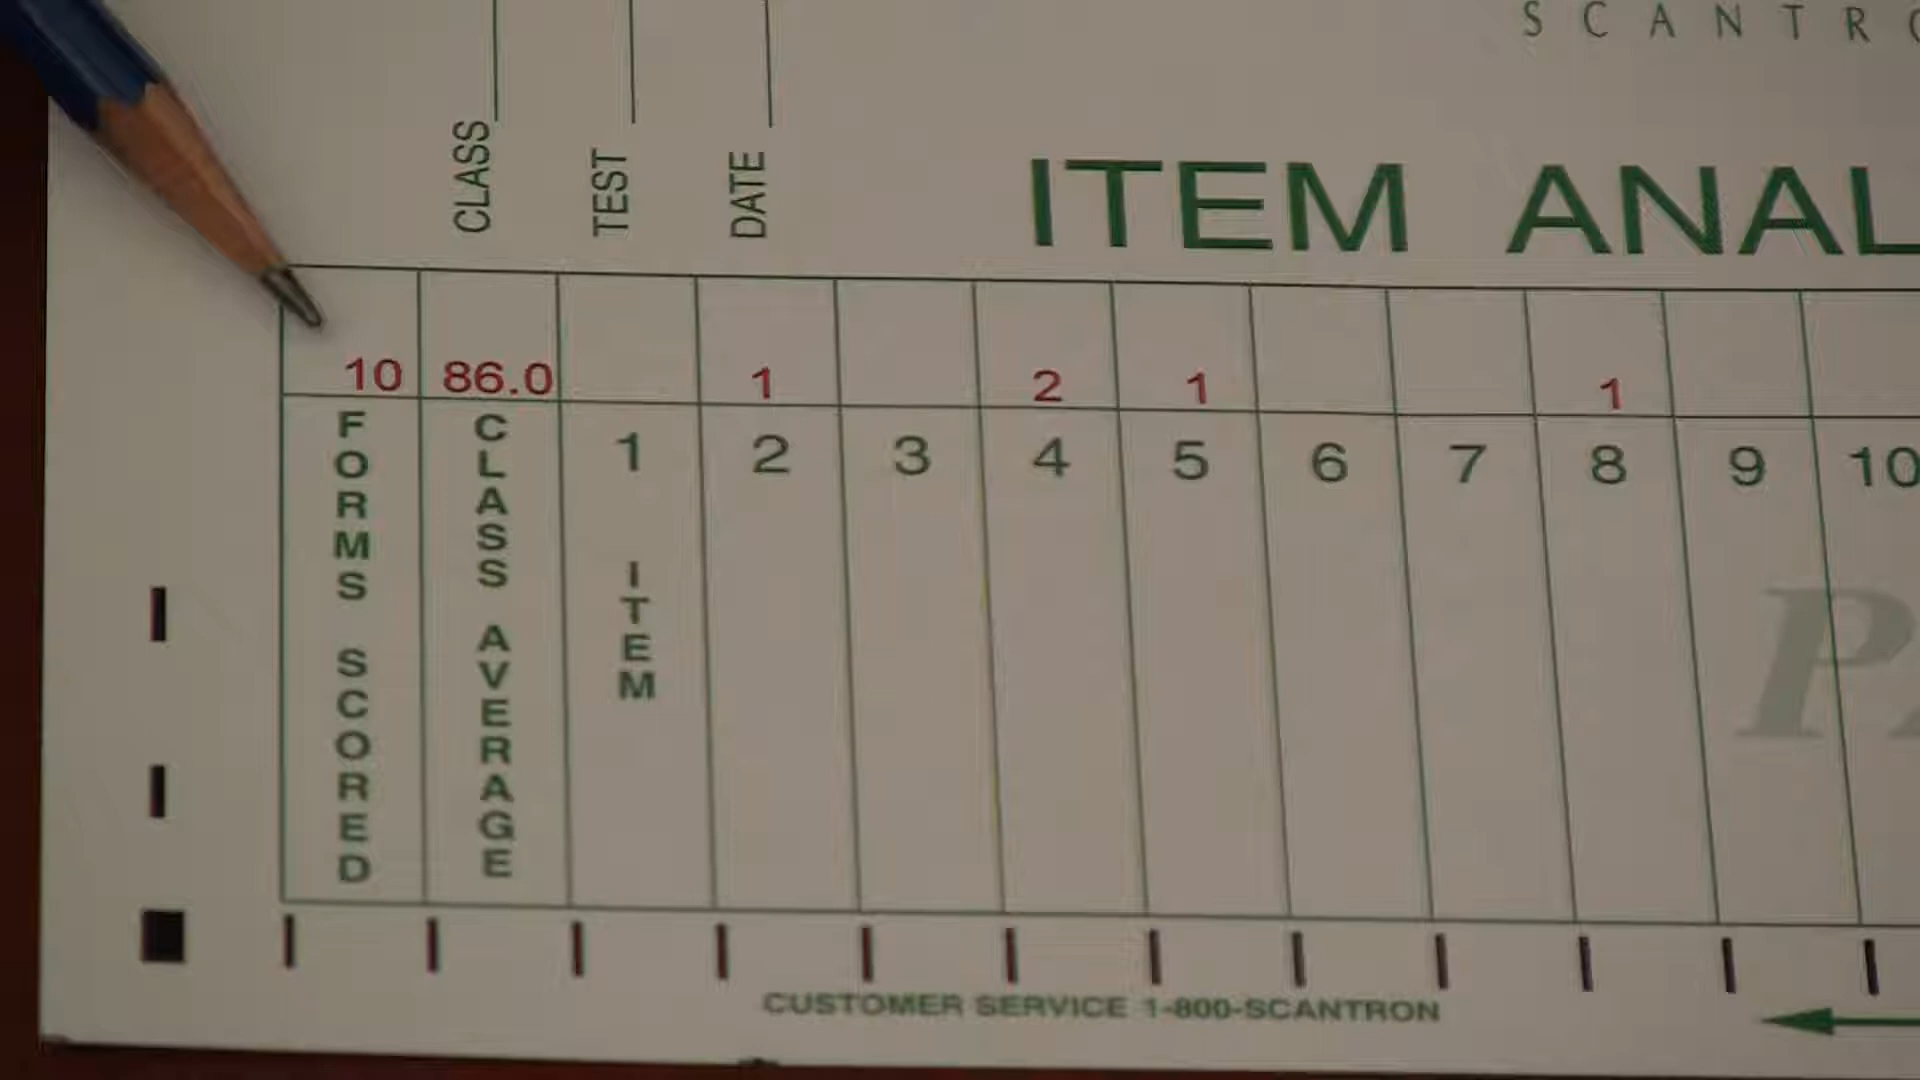 SCANTRO
CLASS
TEST
DATE
ITEM ANAL
10 86.0 1 2 1 1
FORMS SCORED
CLASS AVERAGE
1 2 3 4 5 6 7 8 9 10
ITEM
P
CUSTOMER SERVICE 1-800-SCANTRON